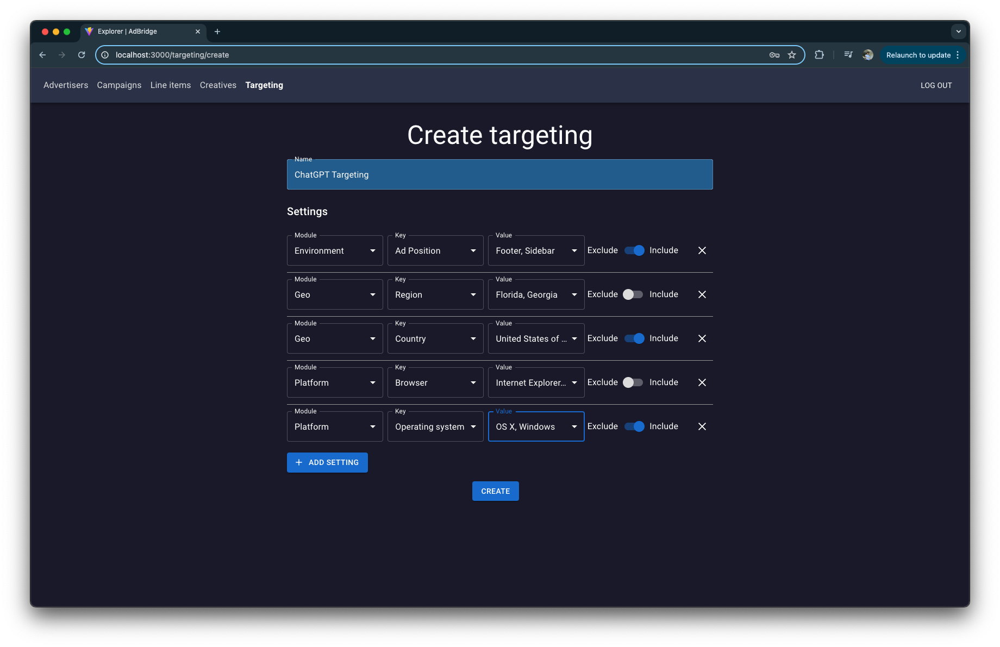 Explorer | AdBridge
localhost:3000/targeting/create
Relaunch to update
Advertisers Campaigns Line items Creatives Targeting LOG OUT
Create targeting
Name
ChatGPT Targeting
Settings
Module Key Value
Environment Ad Position Footer, Sidebar Exclude Include
Module Key Value
Geo Region Florida, Georgia Exclude Include
Module Key Value
Geo Country United States of ... Exclude Include
Module Key Value
Platform Browser Internet Explorer... Exclude Include
Module Key Value
Platform Operating system OS X, Windows Exclude Include
ADD SETTING
CREATE